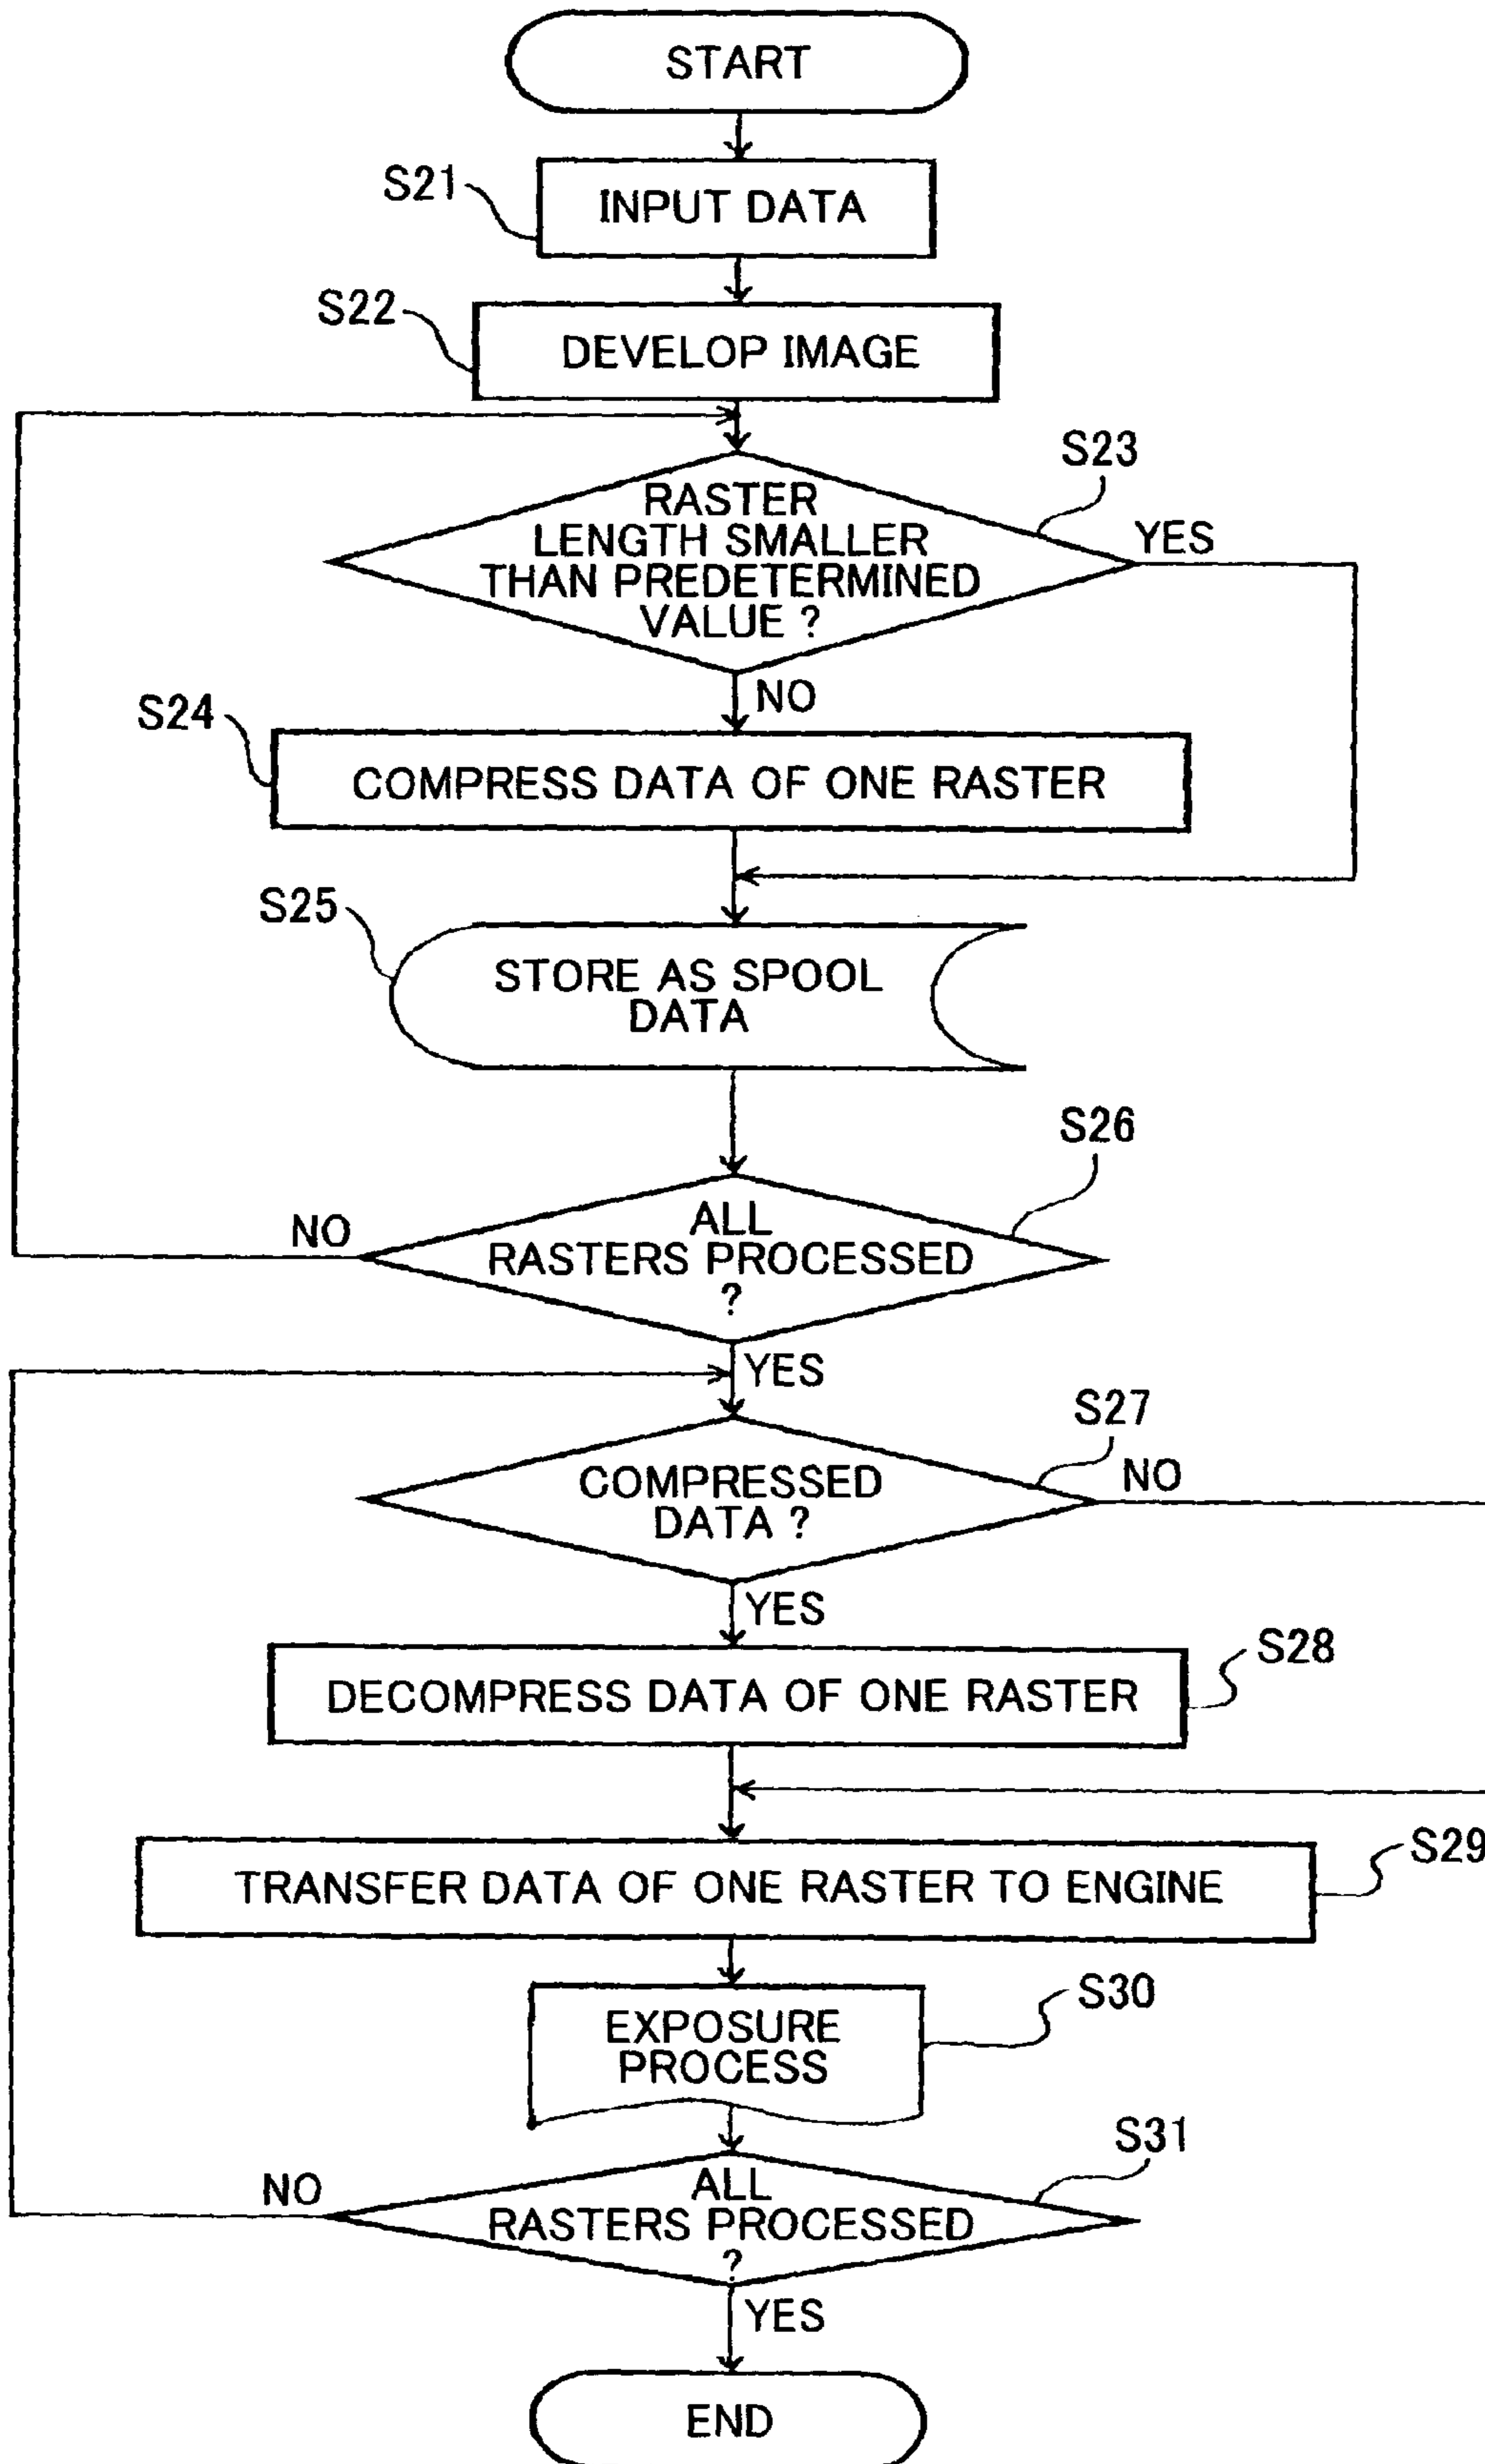 START
S21
INPUT DATA
S22
DEVELOP IMAGE
S23
RASTER
LENGTH SMALLER
THAN PREDETERMINED
VALUE ?
YES
NO
S24
COMPRESS DATA OF ONE RASTER
S25
STORE AS SPOOL
DATA
S26
ALL
RASTERS PROCESSED
?
NO
YES
S27
COMPRESSED
DATA ?
NO
YES
S28
DECOMPRESS DATA OF ONE RASTER
S29
TRANSFER DATA OF ONE RASTER TO ENGINE
S30
EXPOSURE
PROCESS
S31
ALL
RASTERS PROCESSED
?
NO
YES
END